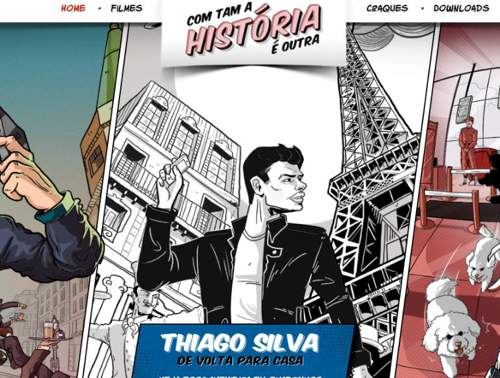 HOME • FILMES
COM TAM A
HISTÓRIA
É OUTRA
CRAQUES • DOWNLOADS
THIAGO SILVA
DE VOLTA PARA CASA